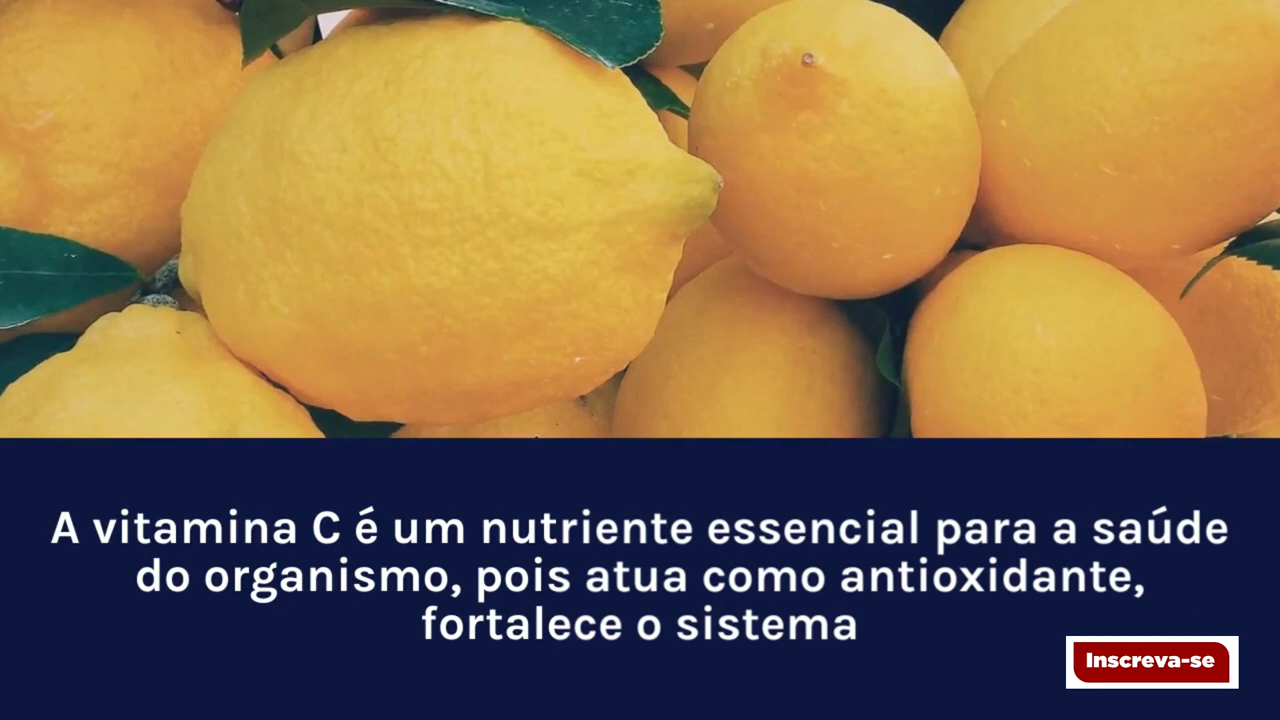 A vitamina C é um nutriente essencial para a saúde
do organismo, pois atua como antioxidante,
fortalece o sistema
Inscreva-se